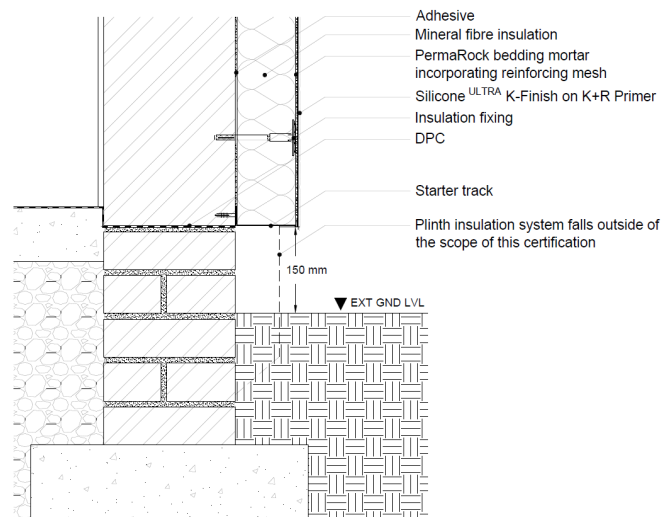 Adhesive
Mineral fibre insulation
PermaRock bedding mortar
incorporating reinforcing mesh
Silicone ULTRA K-Finish on K+R Primer
Insulation fixing
DPC
Starter track
Plinth insulation system falls outside of
the scope of this certification
150 mm
EXT GND LVL